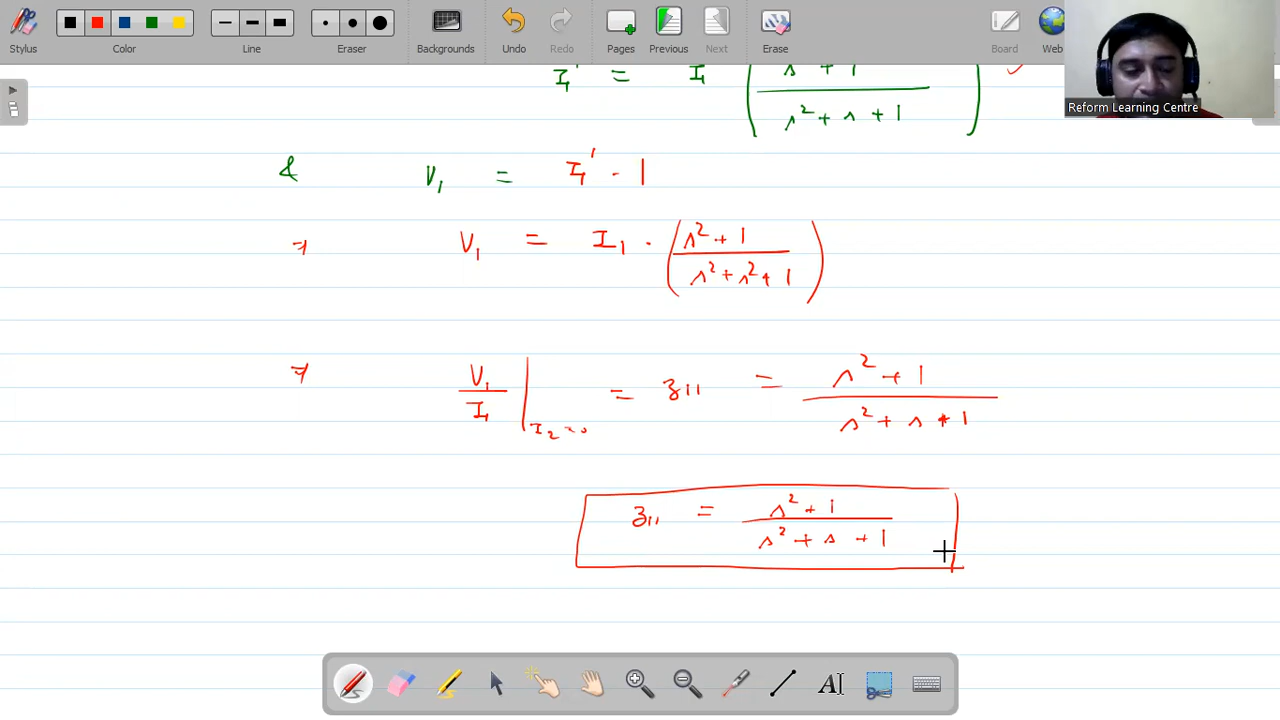 Stylus Color Line Eraser Backgrounds Undo Redo Pages Previous Next Erase Board Web
Reform Learning Centre
I1' = I1 ( s² + 1 / s² + s + 1 ) ✓
& V1 = I1' · 1
⇒ V1 = I1 · ( s² + 1 / s² + s² + 1 )
⇒ V1 / I1 | I2 = 0 = z11 = s² + 1 / s² + s + 1
z11 = s² + 1 / s² + s + 1
A